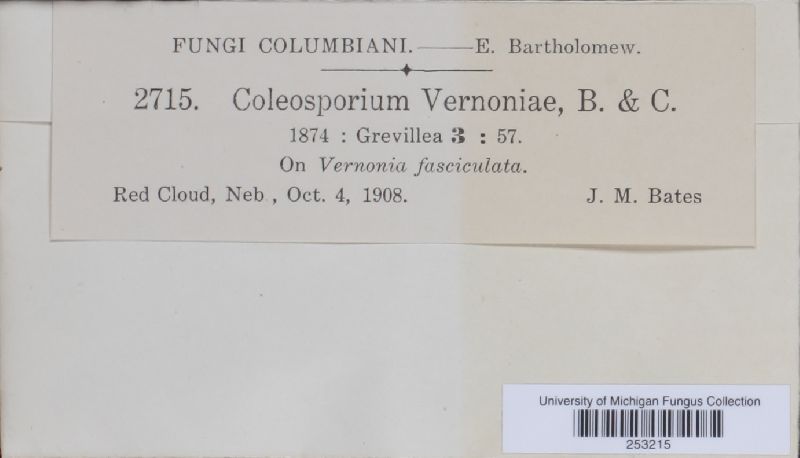 FUNGI COLUMBIANI.——E. Bartholomew.
2715. Coleosporium Vernoniae, B. & C.
1874 : Grevillea 3 : 57.
On Vernonia fasciculata.
Red Cloud, Neb., Oct. 4, 1908. J. M. Bates
University of Michigan Fungus Collection
253215